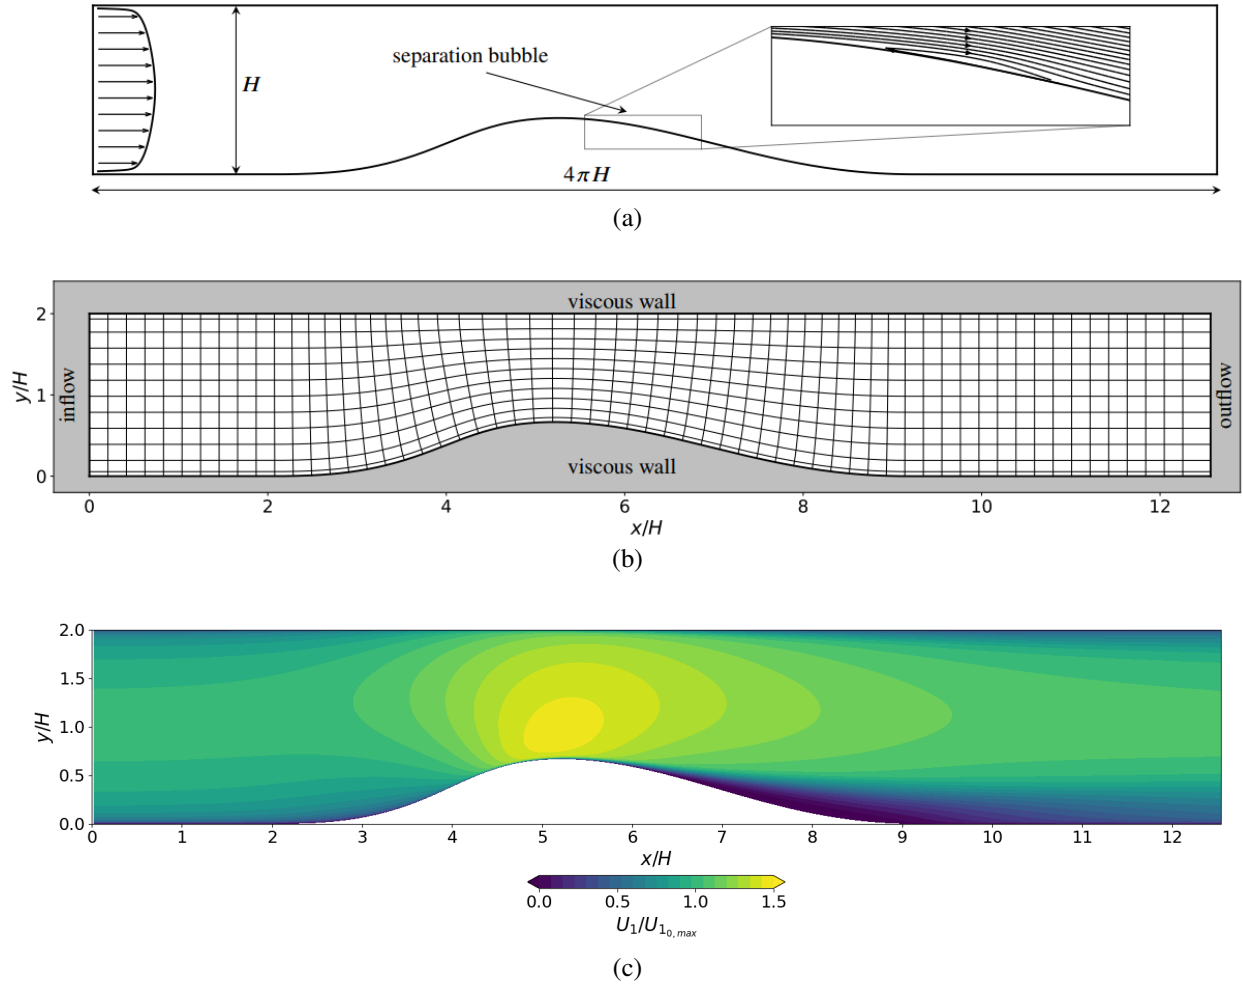 separation bubble
H
4πH
(a)
viscous wall
2
1
0
y/H
inflow
outflow
viscous wall
0 2 4 6 8 10 12
x/H
(b)
2.0
1.5
1.0
0.5
0.0
y/H
0 1 2 3 4 5 6 7 8 9 10 11 12
x/H
0.0 0.5 1.0 1.5
U₁/U₁₀,max
(c)